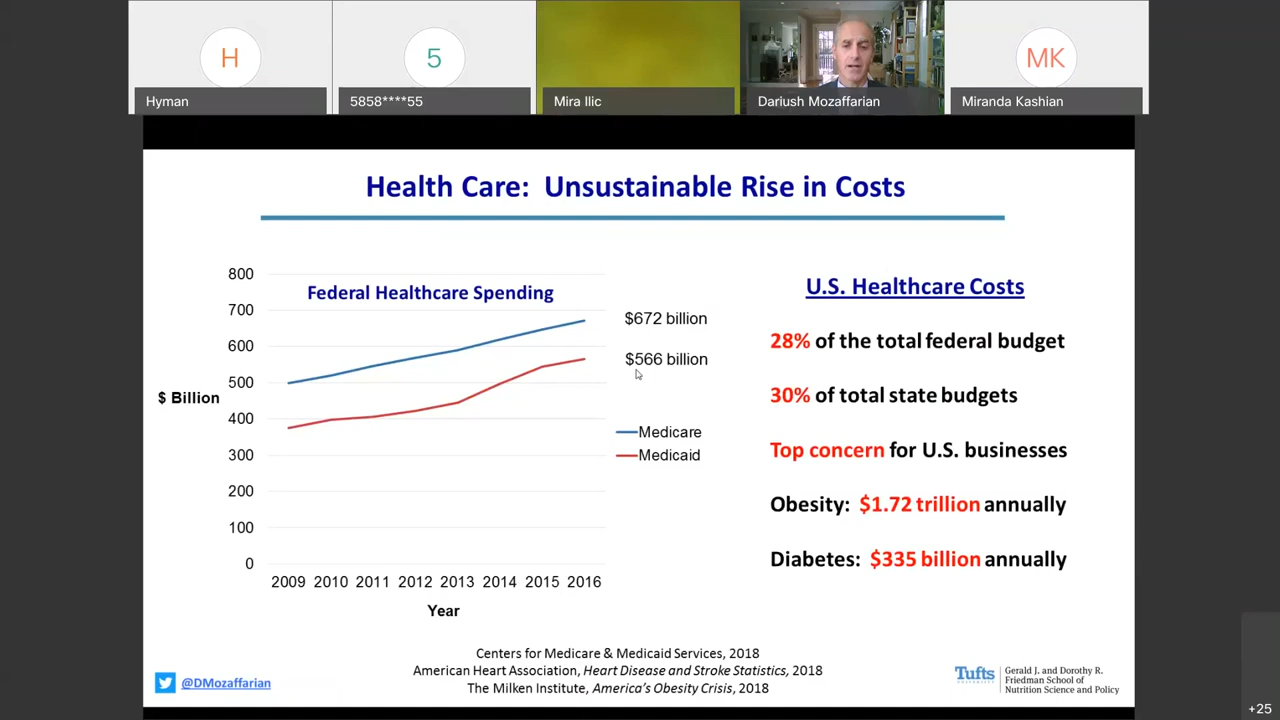 H
5
MK
Hyman
5858****55
Mira Ilic
Dariush Mozaffarian
Miranda Kashian
Health Care: Unsustainable Rise in Costs
Federal Healthcare Spending
800
700
600
500
400
300
200
100
0
$ Billion
2009 2010 2011 2012 2013 2014 2015 2016
Year
$672 billion
$566 billion
Medicare
Medicaid
U.S. Healthcare Costs
28% of the total federal budget
30% of total state budgets
Top concern for U.S. businesses
Obesity: $1.72 trillion annually
Diabetes: $335 billion annually
Centers for Medicare & Medicaid Services, 2018
American Heart Association, Heart Disease and Stroke Statistics, 2018
The Milken Institute, America's Obesity Crisis, 2018
@DMozaffarian
Tufts
UNIVERSITY
Gerald J. and Dorothy R.
Friedman School of
Nutrition Science and Policy
+25